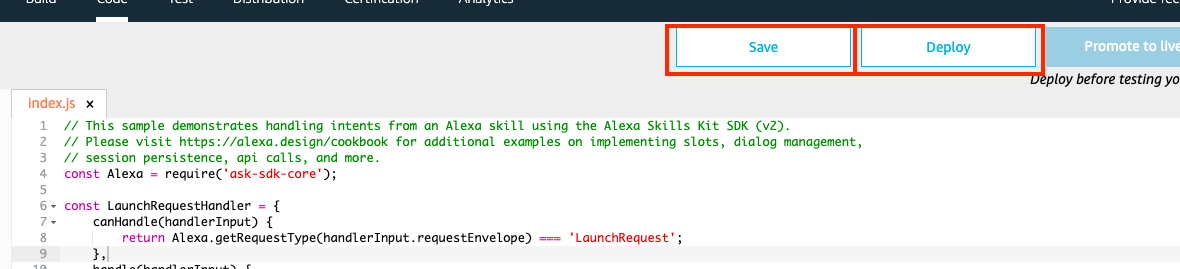 Build Code Test Distribution Certification Analytics Provide fee
Save Deploy Promote to live
Deploy before testing yo
index.js x
1 // This sample demonstrates handling intents from an Alexa skill using the Alexa Skills Kit SDK (v2).
2 // Please visit https://alexa.design/cookbook for additional examples on implementing slots, dialog management,
3 // session persistence, api calls, and more.
4 const Alexa = require('ask-sdk-core');
5
6 const LaunchRequestHandler = {
7 canHandle(handlerInput) {
8 return Alexa.getRequestType(handlerInput.requestEnvelope) === 'LaunchRequest';
9 },
10 handle(handlerInput) {